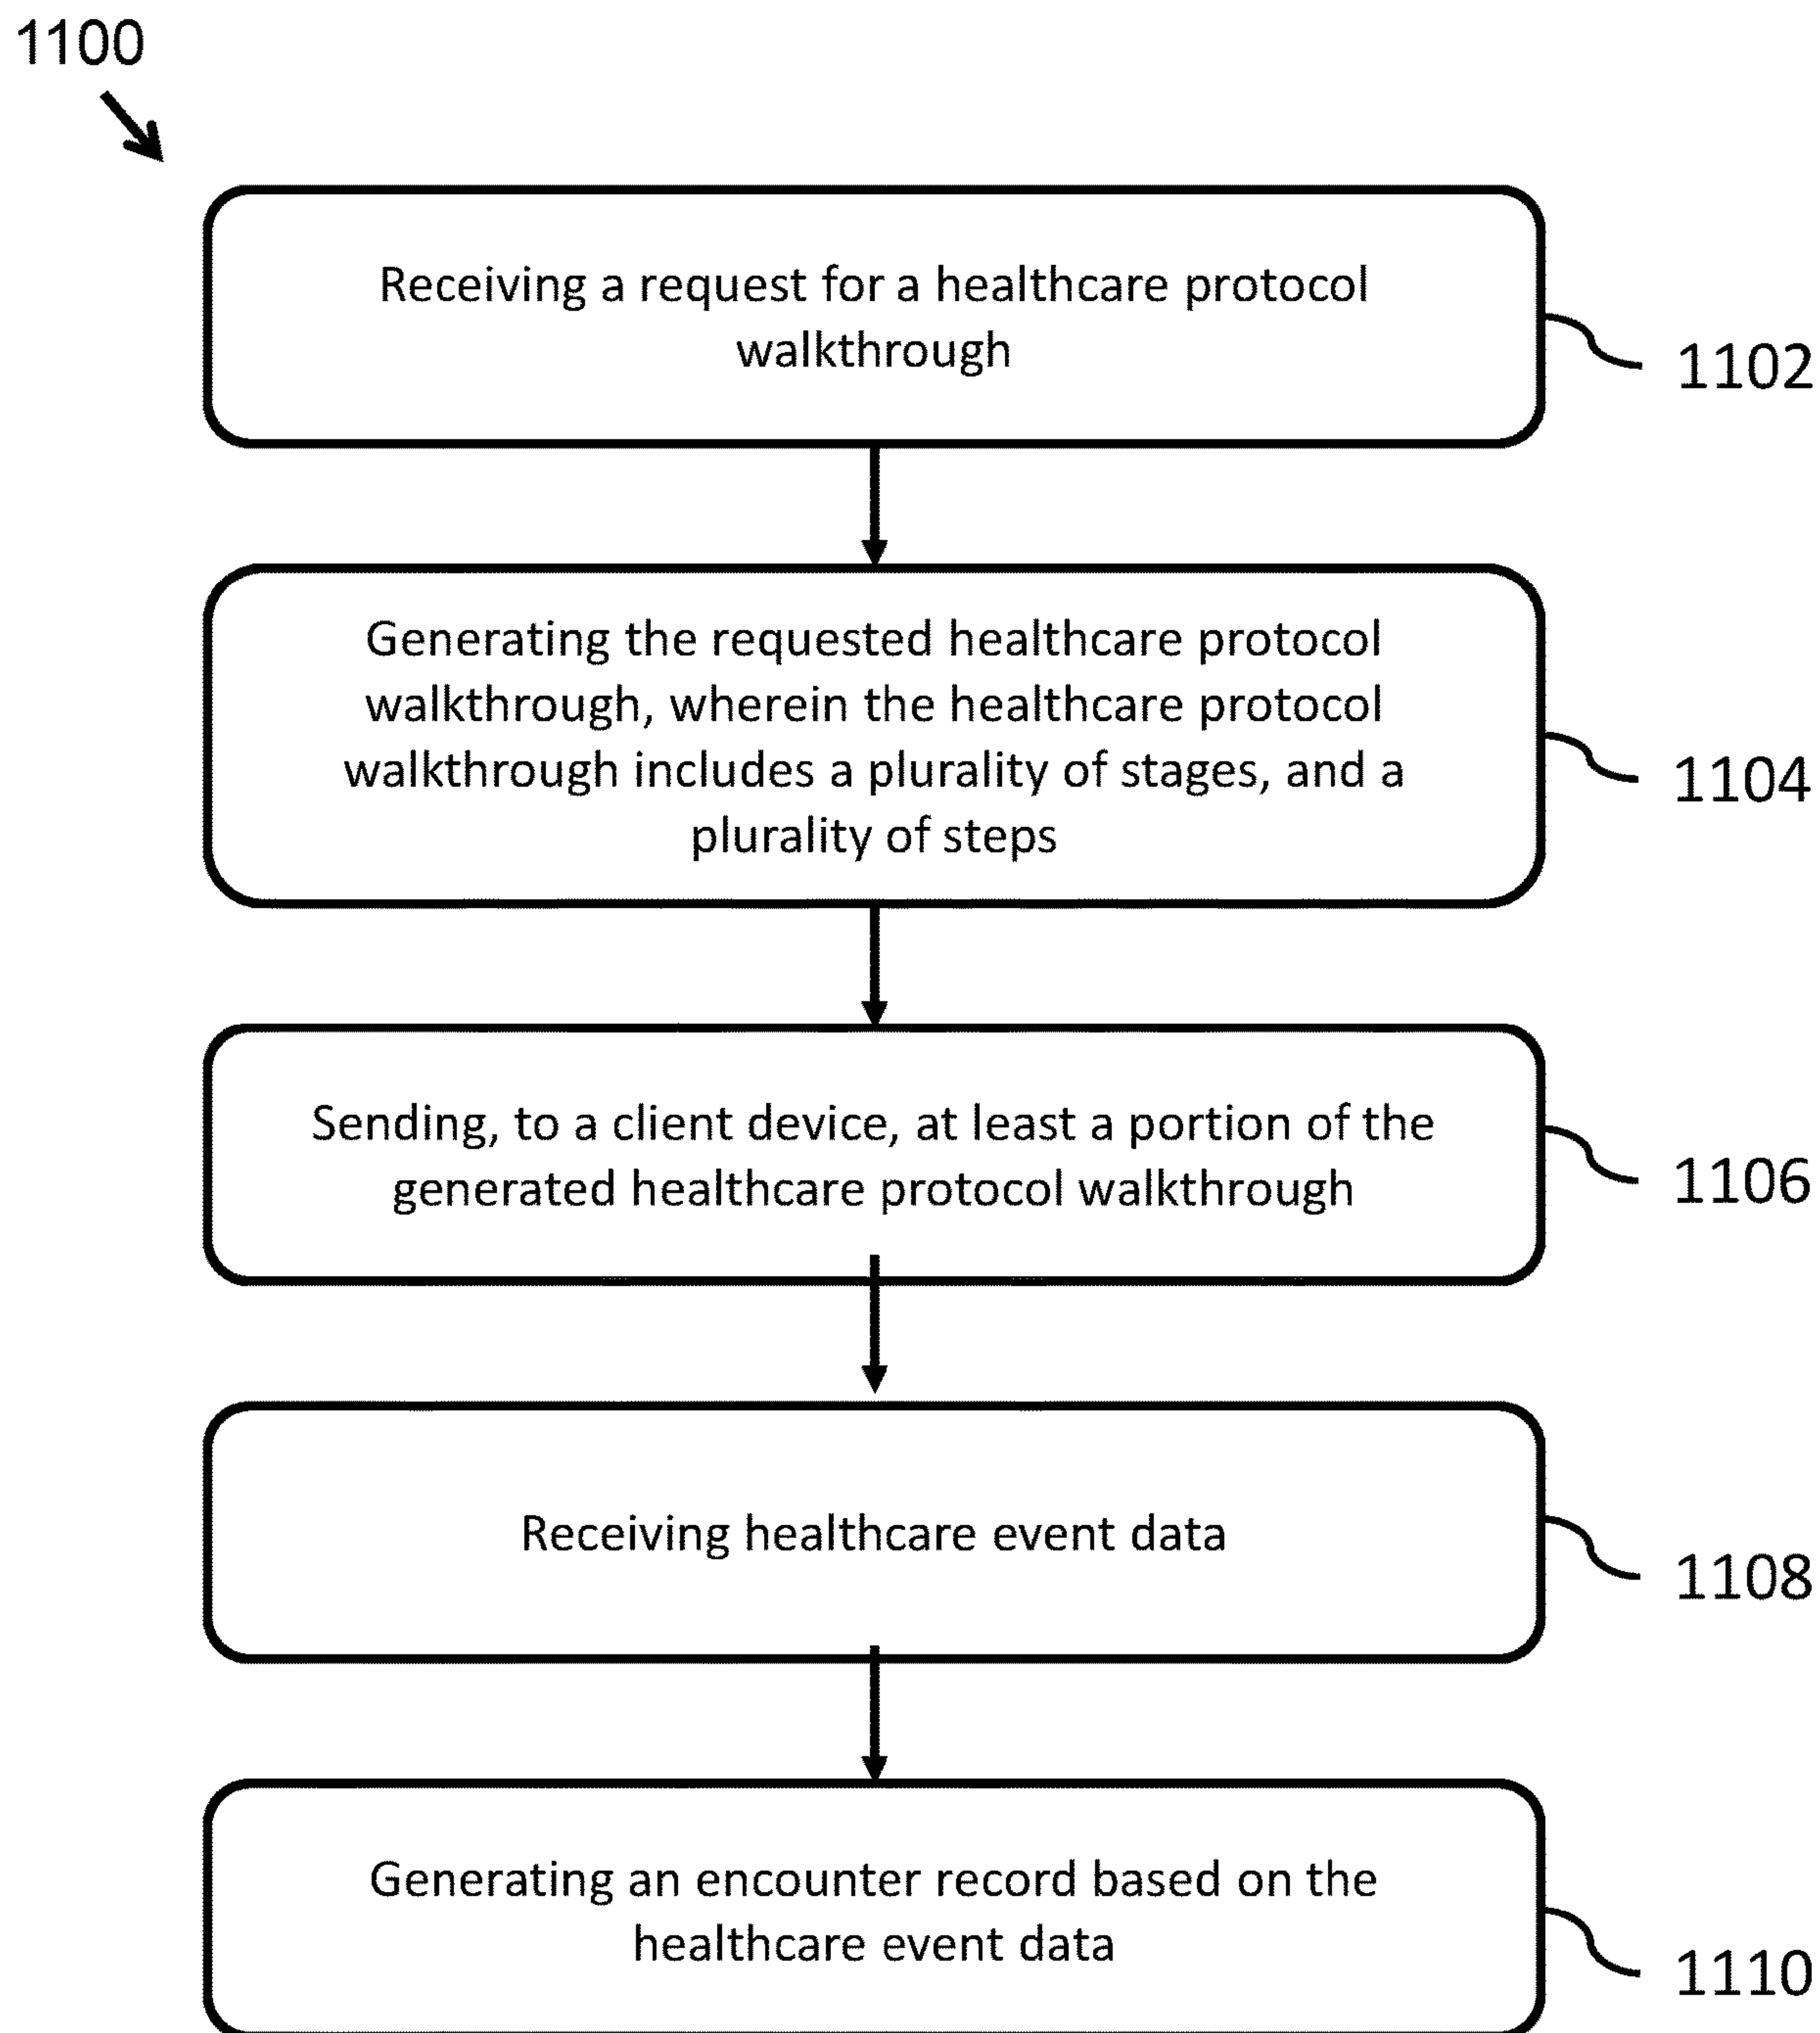 1100
Receiving a request for a healthcare protocol
walkthrough
1102
Generating the requested healthcare protocol
walkthrough, wherein the healthcare protocol
walkthrough includes a plurality of stages, and a
plurality of steps
1104
Sending, to a client device, at least a portion of the
generated healthcare protocol walkthrough
1106
Receiving healthcare event data
1108
Generating an encounter record based on the
healthcare event data
1110